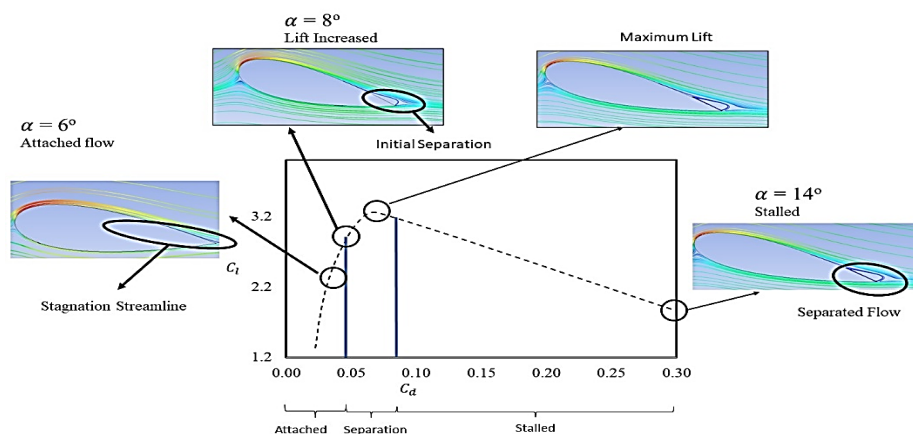 α = 8°
Lift Increased
Maximum Lift
Initial Separation
α = 6°
Attached flow
Stagnation Streamline
α = 14°
Stalled
Separated Flow
3.2
C_l
2.2
1.2
0.00 0.05 0.10 0.15 0.20 0.25 0.30
C_d
Attached Separation Stalled